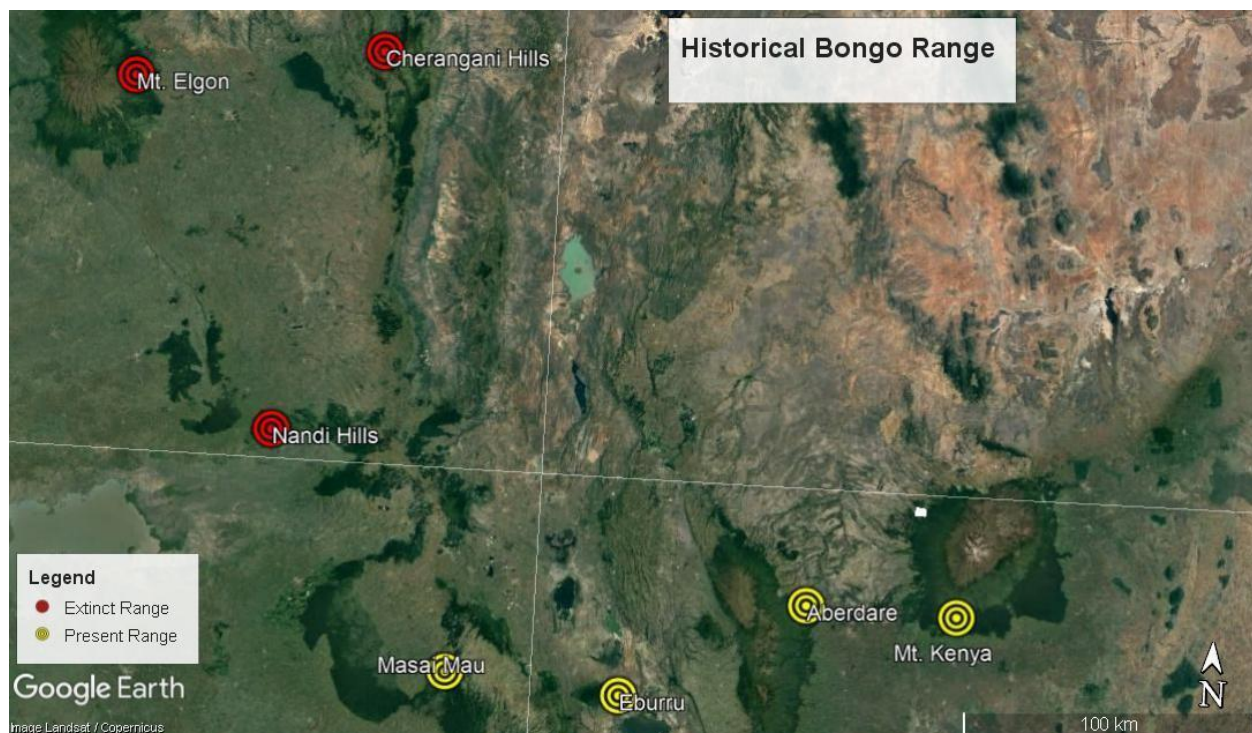 Historical Bongo Range
Cherangani Hills
Mt. Elgon
Nandi Hills
Legend
Extinct Range
Present Range
Aberdare
Mt. Kenya
Masai Mau
Eburru
Google Earth
N
100 km
Image Landsat / Copernicus